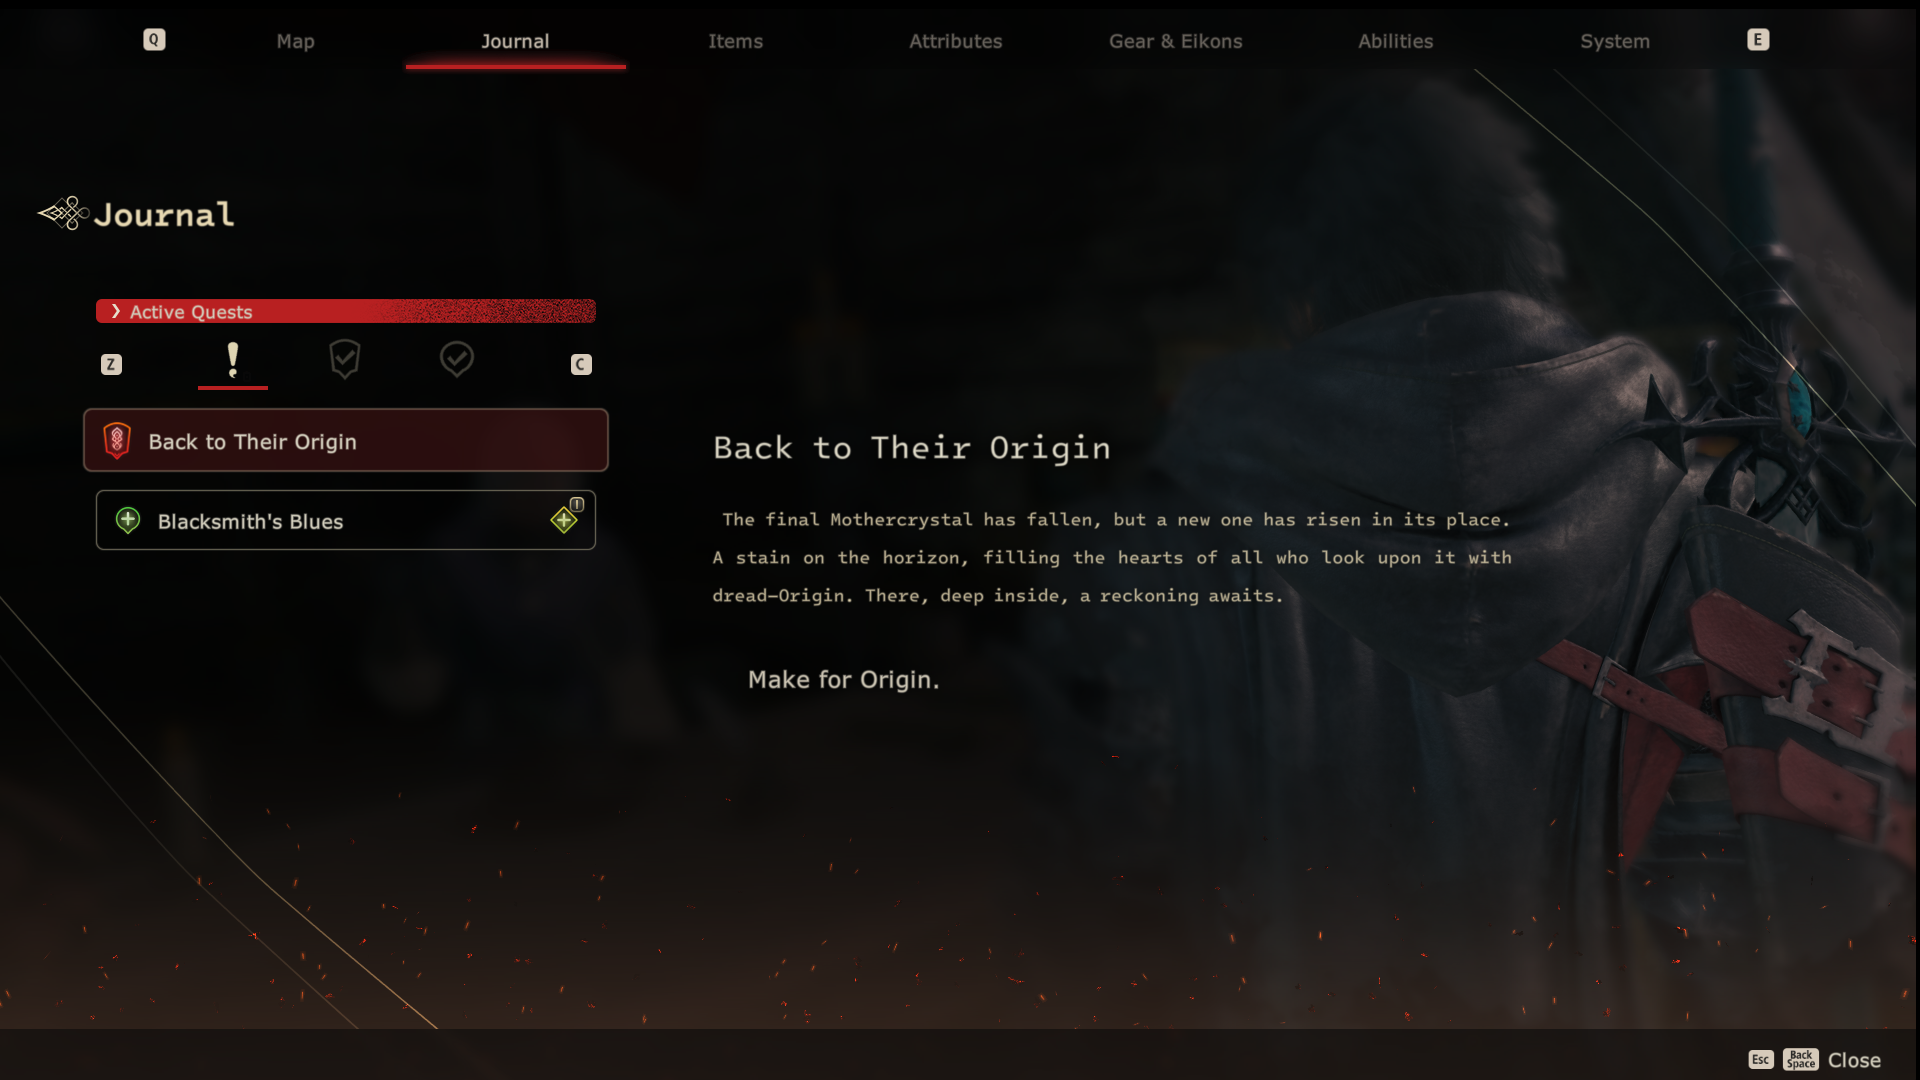 Q Map Journal Items Attributes Gear & Eikons Abilities System E
Journal
Active Quests
Z ! C
Back to Their Origin
Blacksmith's Blues !
Back to Their Origin
The final Mothercrystal has fallen, but a new one has risen in its place.
A stain on the horizon, filling the hearts of all who look upon it with
dread—Origin. There, deep inside, a reckoning awaits.
Make for Origin.
Esc Back Space Close